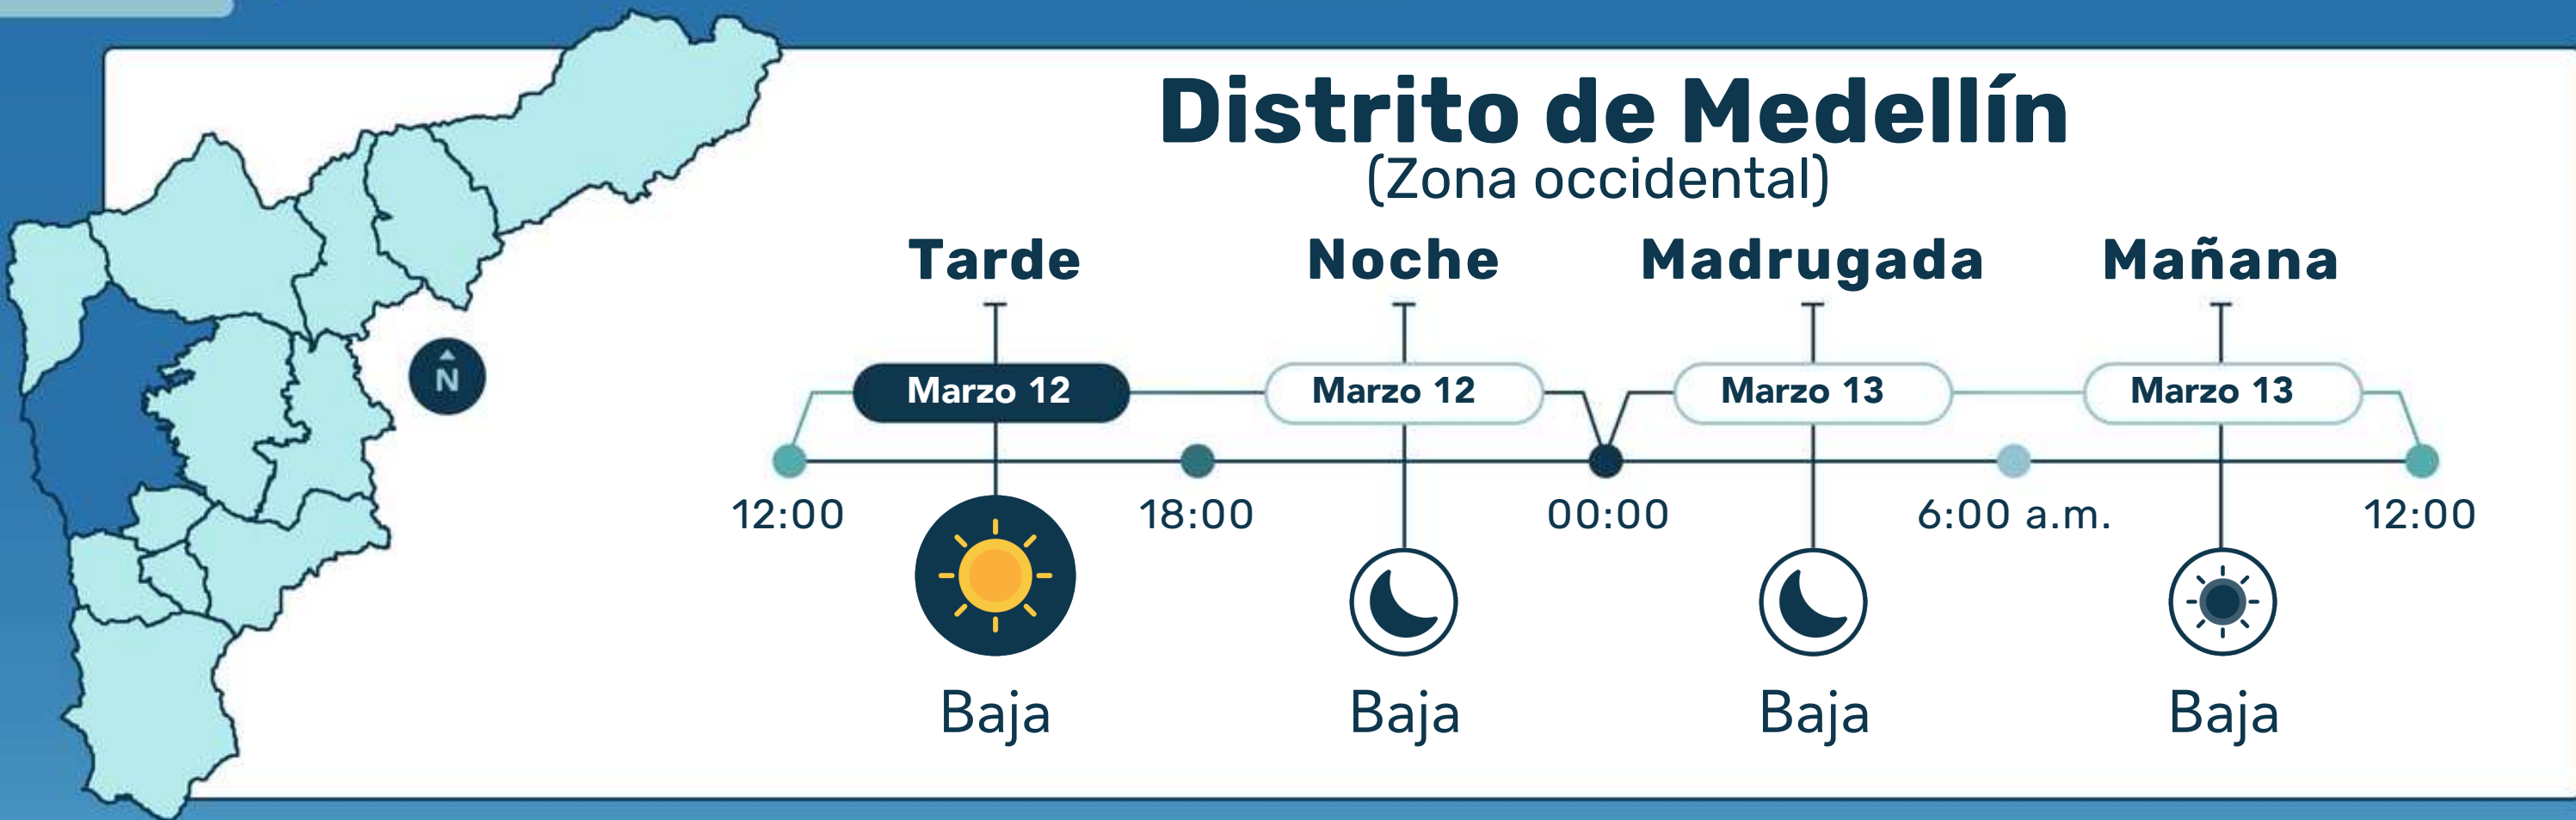 Distrito de Medellín
(Zona occidental)
Tarde Noche Madrugada Mañana
N
Marzo 12 Marzo 12 Marzo 13 Marzo 13
12:00 18:00 00:00 6:00 a.m. 12:00
Baja Baja Baja Baja